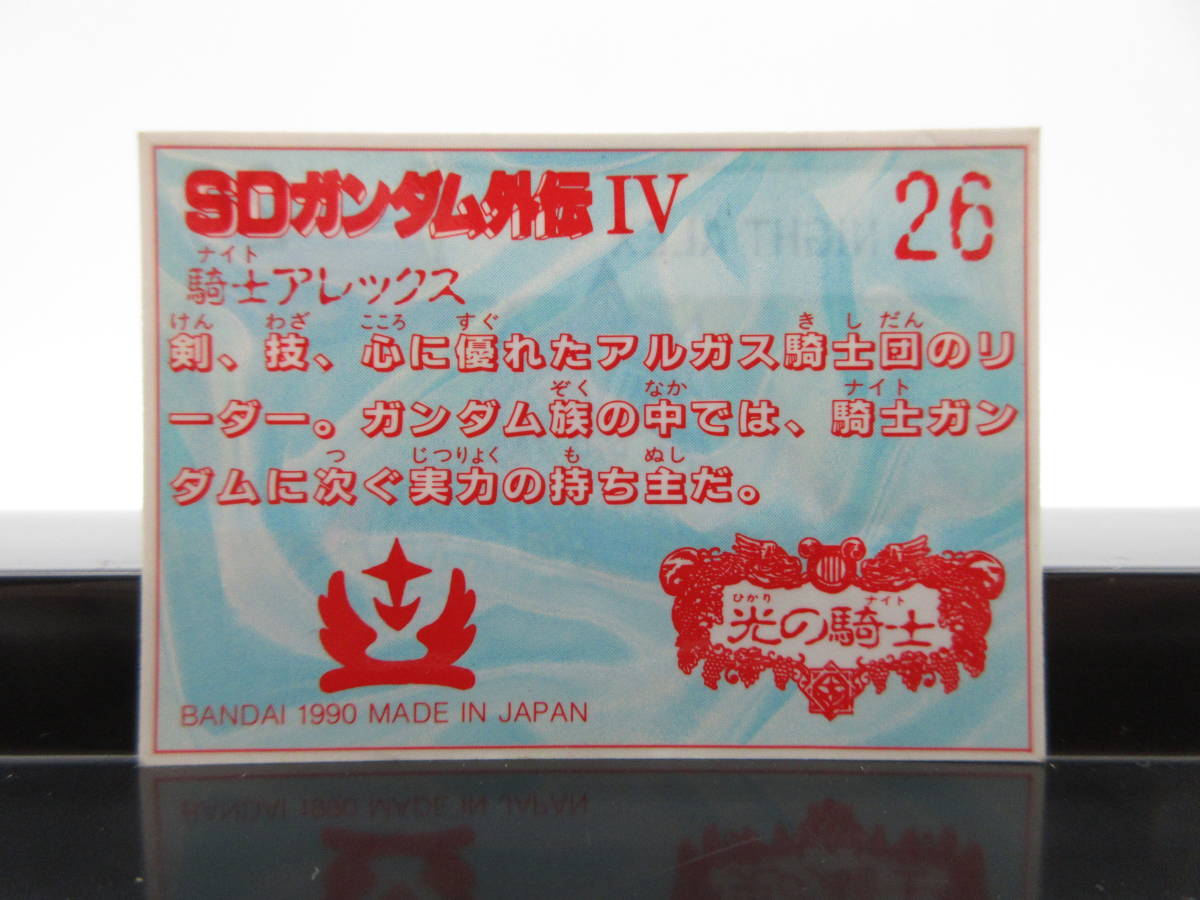 SDガンダム外伝 IV 26
ナイト
騎士アレックス
けん わざ こころ すぐ きしだん
剣、技、心に優れたアルガス騎士団のリ
ぞく なか ナイト
ーダー。ガンダム族の中では、騎士ガン
つ じつりょく も ぬし
ダムに次ぐ実力の持ち主だ。
ひかり ナイト
光の騎士
BANDAI 1990 MADE IN JAPAN